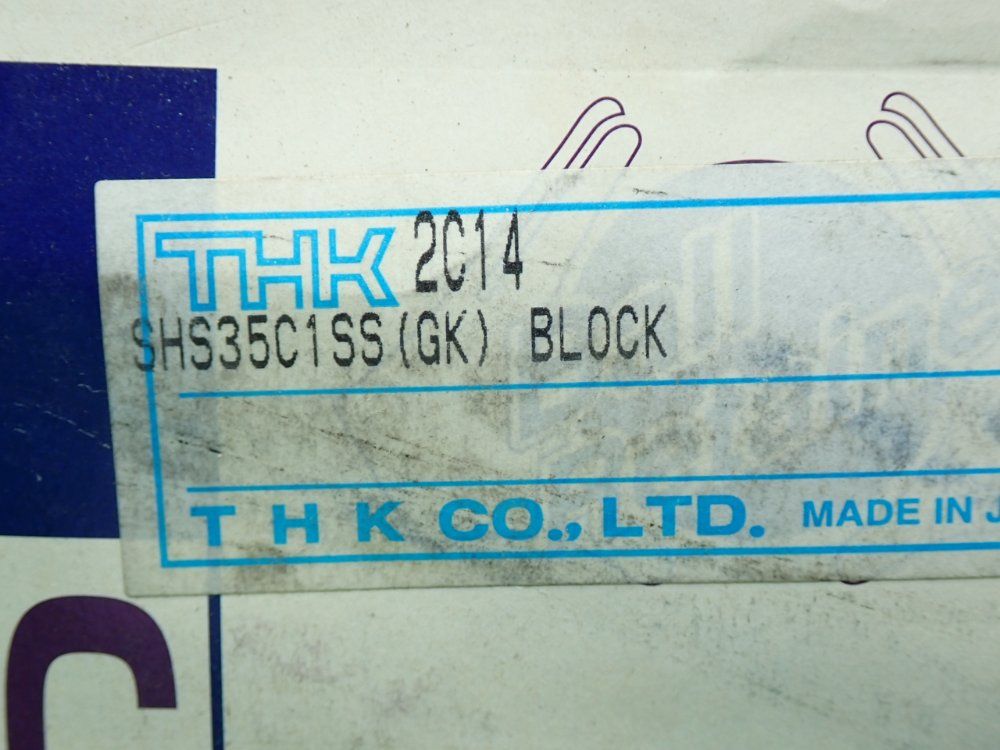 THK 2C14
SHS35C1SS(GK) BLOCK
T H K CO., LTD. MADE IN J
C